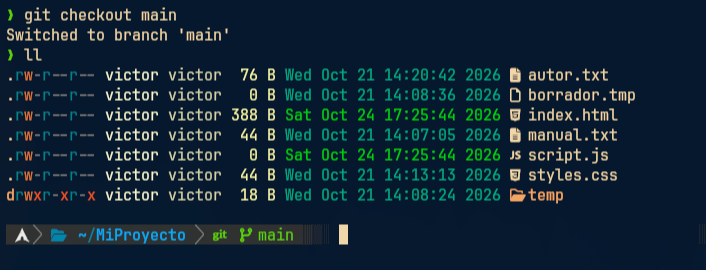 ❯ git checkout main
Switched to branch 'main'
❯ ll
.rw-r--r-- victor victor  76 B Wed Oct 21 14:20:42 2026 autor.txt
.rw-r--r-- victor victor   0 B Wed Oct 21 14:08:36 2026 borrador.tmp
.rw-r--r-- victor victor 388 B Sat Oct 24 17:25:44 2026 index.html
.rw-r--r-- victor victor  44 B Wed Oct 21 14:07:05 2026 manual.txt
.rw-r--r-- victor victor   0 B Sat Oct 24 17:25:44 2026 JS script.js
.rw-r--r-- victor victor  44 B Wed Oct 21 14:13:13 2026 styles.css
drwxr-xr-x victor victor  18 B Wed Oct 21 14:08:24 2026 temp
~/MiProyecto git main